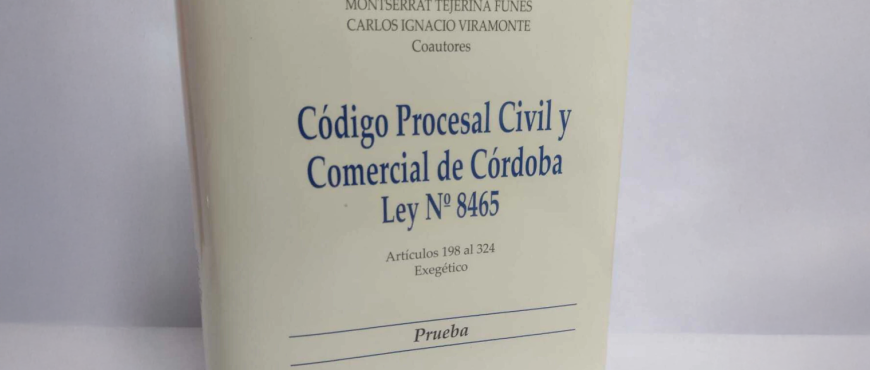 MONTSERRAT TEJERINA FUNES
CARLOS IGNACIO VIRAMONTE
Coautores
Código Procesal Civil y
Comercial de Córdoba
Ley Nº 8465
Artículos 198 al 324
Exegético
Prueba